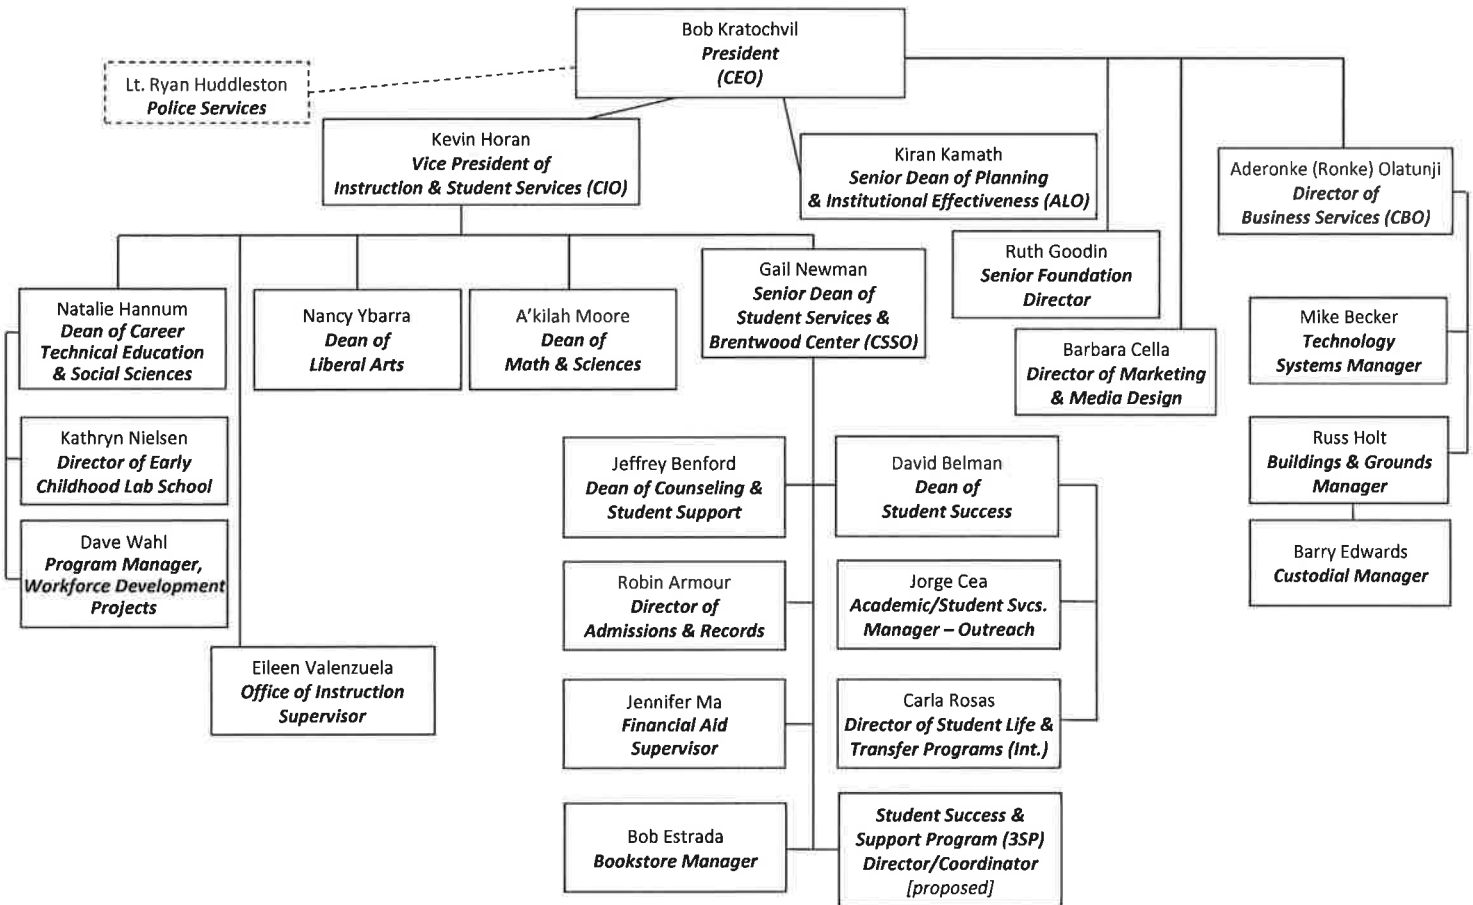 Bob Kratochvil
President
(CEO)
Lt. Ryan Huddleston
Police Services
Kevin Horan
Vice President of
Instruction & Student Services (CIO)
Kiran Kamath
Senior Dean of Planning
& Institutional Effectiveness (ALO)
Aderonke (Ronke) Olatunji
Director of
Business Services (CBO)
Ruth Goodin
Senior Foundation
Director
Gail Newman
Senior Dean of
Student Services &
Brentwood Center (CSSO)
Natalie Hannum
Dean of Career
Technical Education
& Social Sciences
Nancy Ybarra
Dean of
Liberal Arts
A'kilah Moore
Dean of
Math & Sciences
Barbara Cella
Director of Marketing
& Media Design
Mike Becker
Technology
Systems Manager
Kathryn Nielsen
Director of Early
Childhood Lab School
Jeffrey Benford
Dean of Counseling &
Student Support
David Belman
Dean of
Student Success
Russ Holt
Buildings & Grounds
Manager
Dave Wahl
Program Manager,
Workforce Development
Projects
Robin Armour
Director of
Admissions & Records
Jorge Cea
Academic/Student Svcs.
Manager – Outreach
Barry Edwards
Custodial Manager
Eileen Valenzuela
Office of Instruction
Supervisor
Jennifer Ma
Financial Aid
Supervisor
Carla Rosas
Director of Student Life &
Transfer Programs (Int.)
Bob Estrada
Bookstore Manager
Student Success &
Support Program (3SP)
Director/Coordinator
[proposed]